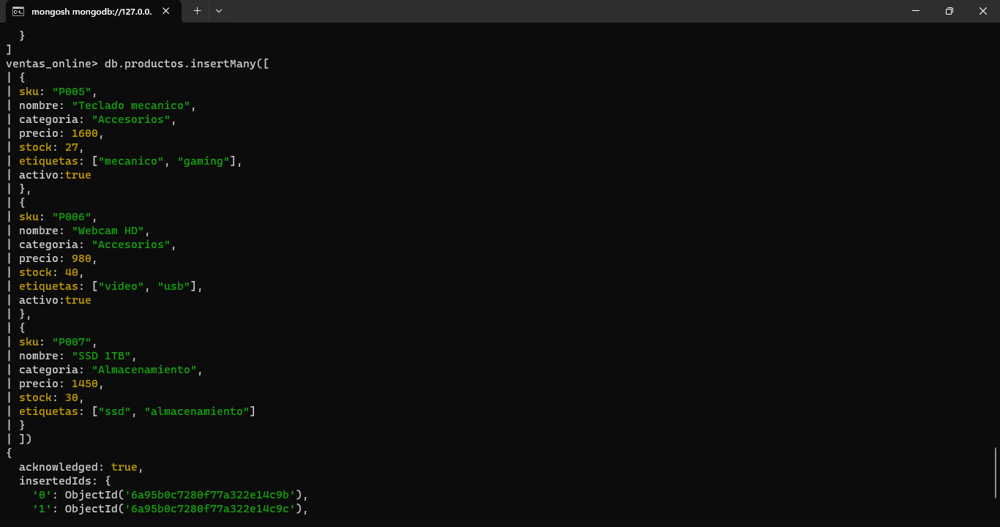 mongosh mongodb://127.0.0.
  }
]
ventas_online> db.productos.insertMany([
| {
| sku: "P005",
| nombre: "Teclado mecanico",
| categoria: "Accesorios",
| precio: 1600,
| stock: 27,
| etiquetas: ["mecanico", "gaming"],
| activo:true
| },
| {
| sku: "P006",
| nombre: "Webcam HD",
| categoria: "Accesorios",
| precio: 980,
| stock: 40,
| etiquetas: ["video", "usb"],
| activo:true
| },
| {
| sku: "P007",
| nombre: "SSD 1TB",
| categoria: "Almacenamiento",
| precio: 1450,
| stock: 30,
| etiquetas: ["ssd", "almacenamiento"]
| }
| ])
{
  acknowledged: true,
  insertedIds: {
    '0': ObjectId('6a95b0c7280f77a322e14c9b'),
    '1': ObjectId('6a95b0c7280f77a322e14c9c'),